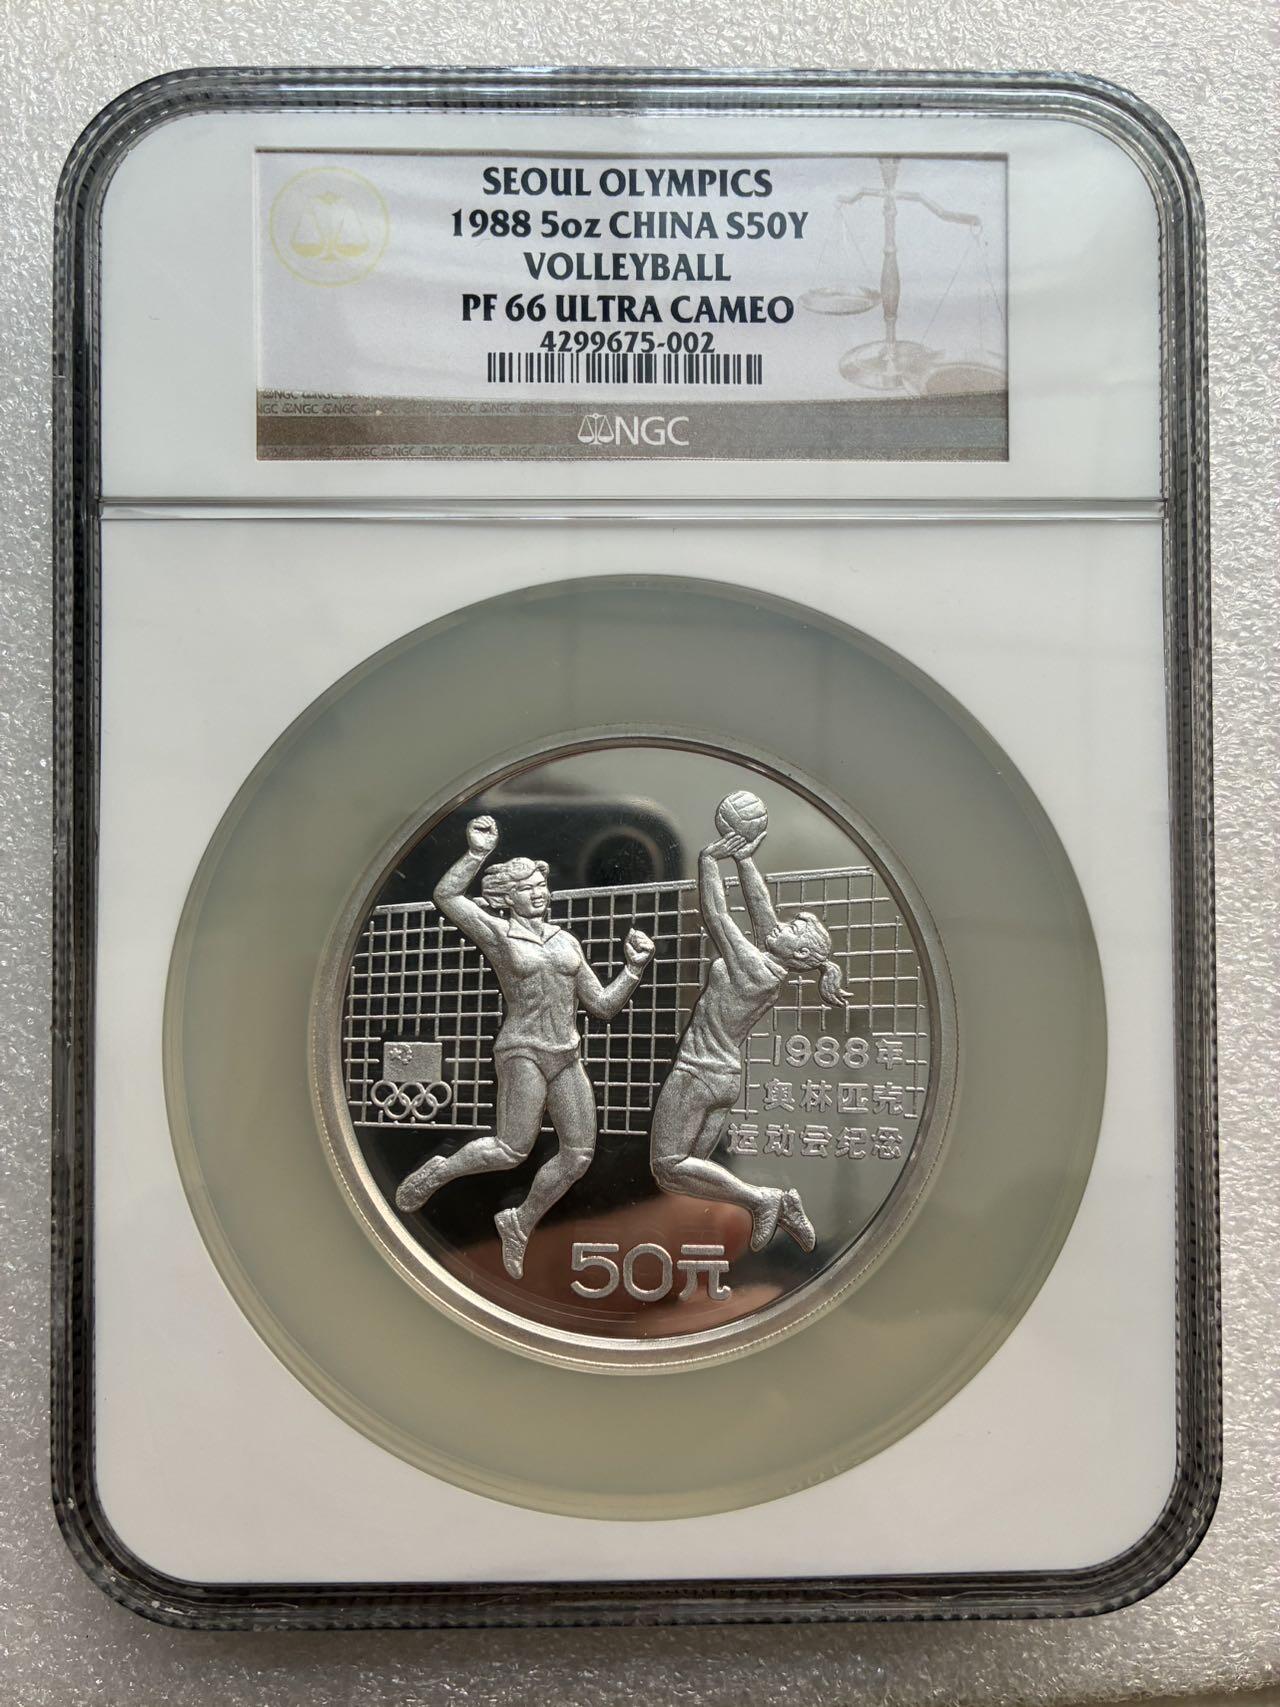 SEOUL OLYMPICS
1988 5oz CHINA S50Y
VOLLEYBALL
PF 66 ULTRA CAMEO
4299675-002
NGC
1988年
奥林匹克
运动会纪念
50元